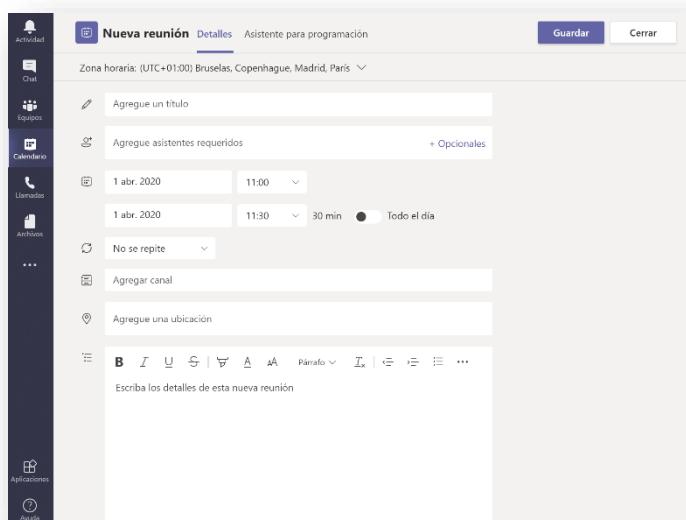 Actividad
Chat
Equipos
Calendario
Llamadas
Archivos
Aplicaciones
Ayuda
Nueva reunión Detalles Asistente para programación Guardar Cerrar
Zona horaria: (UTC+01:00) Bruselas, Copenhague, Madrid, París
Agregue un título
Agregue asistentes requeridos + Opcionales
1 abr. 2020 11:00
1 abr. 2020 11:30 30 min Todo el día
No se repite
Agregar canal
Agregue una ubicación
B I U S A AA Párrafo Ix
Escriba los detalles de esta nueva reunión